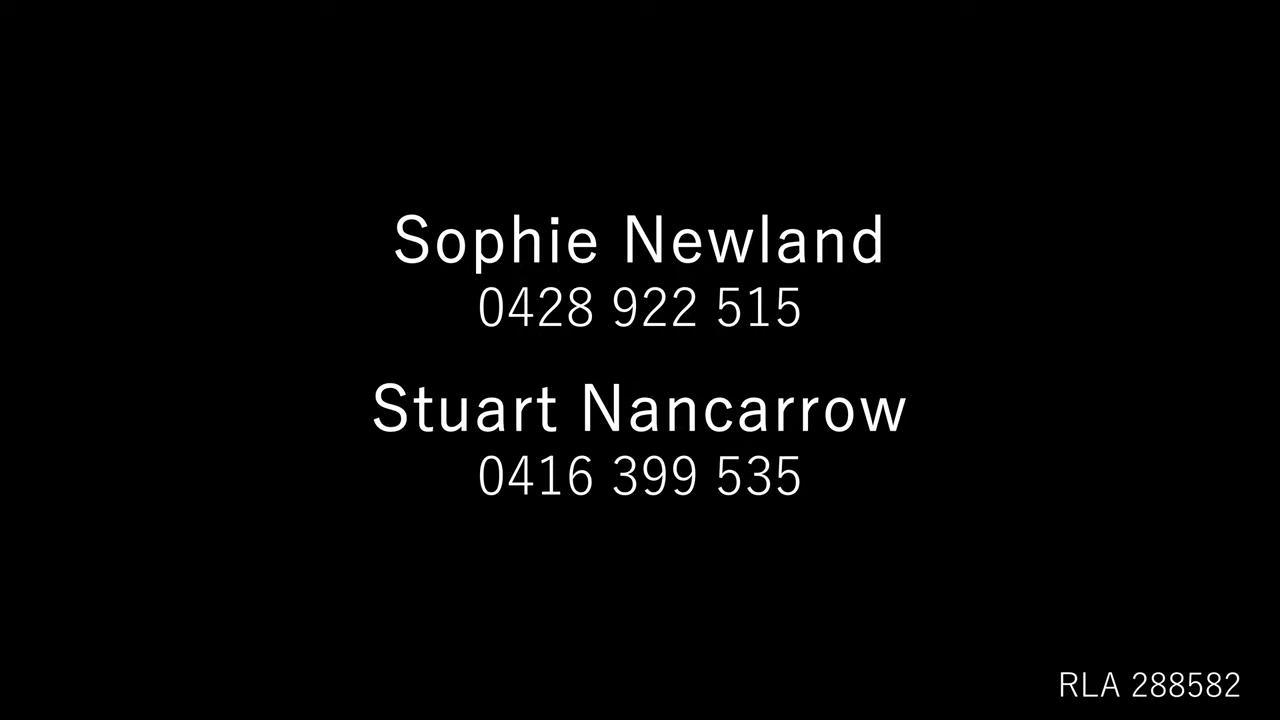 Sophie Newland
0428 922 515
Stuart Nancarrow
0416 399 535
RLA 288582